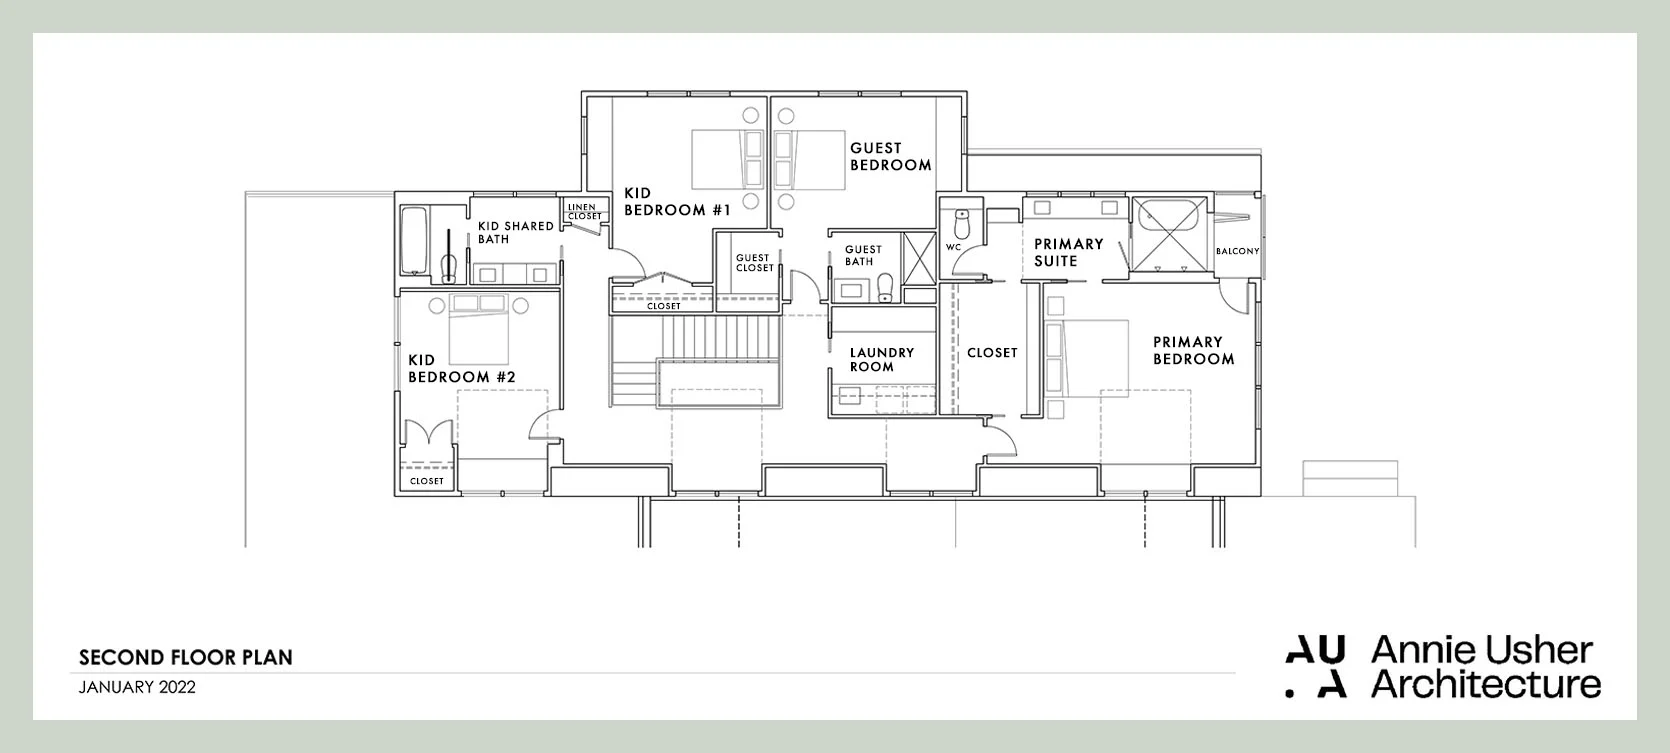 GUEST
BEDROOM
KID
BEDROOM #1
LINEN
CLOSET
KID SHARED
BATH
WC
PRIMARY
SUITE
BALCONY
GUEST
CLOSET
GUEST
BATH
CLOSET
KID
BEDROOM #2
LAUNDRY
ROOM
CLOSET
PRIMARY
BEDROOM
CLOSET
SECOND FLOOR PLAN
JANUARY 2022
AU
.A
Annie Usher
Architecture